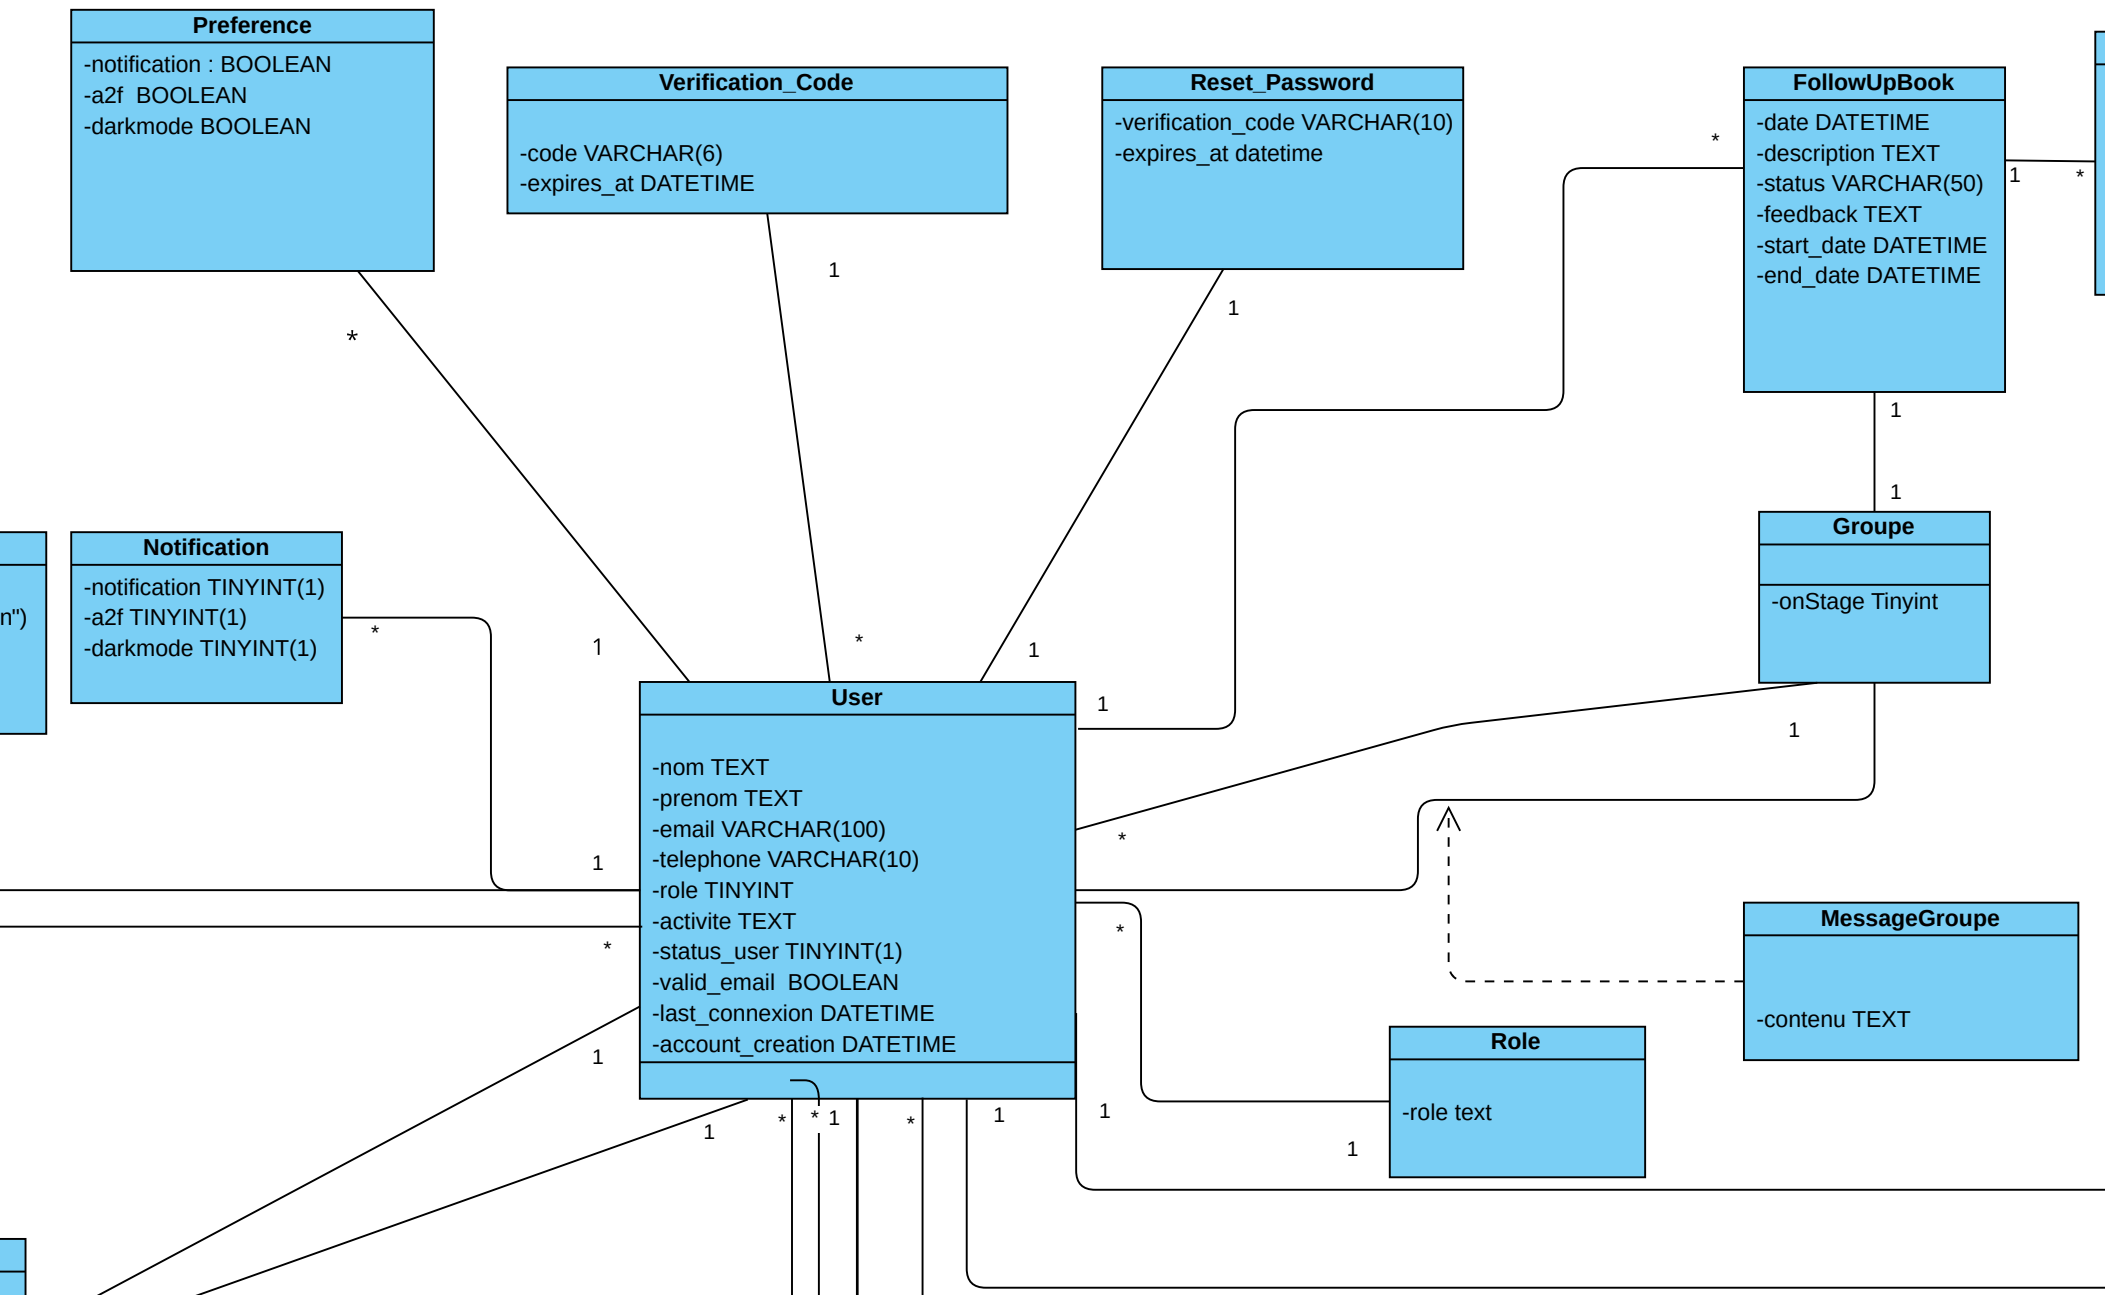 Preference
-notification : BOOLEAN
-a2f  BOOLEAN
-darkmode BOOLEAN
Verification_Code
-code VARCHAR(6)
-expires_at DATETIME
Reset_Password
-verification_code VARCHAR(10)
-expires_at datetime
FollowUpBook
-date DATETIME
-description TEXT
-status VARCHAR(50)
-feedback TEXT
-start_date DATETIME
-end_date DATETIME
*
1
*
1
1
*
1
1
Groupe
-onStage Tinyint
n")
Notification
-notification TINYINT(1)
-a2f TINYINT(1)
-darkmode TINYINT(1)
*
1
*
1
1
User
-nom TEXT
-prenom TEXT
-email VARCHAR(100)
-telephone VARCHAR(10)
-role TINYINT
-activite TEXT
-status_user TINYINT(1)
-valid_email  BOOLEAN
-last_connexion DATETIME
-account_creation DATETIME
1
*
1
*
*
MessageGroupe
-contenu TEXT
Role
-role text
1
1
1
*
*
1
*
1
1
1